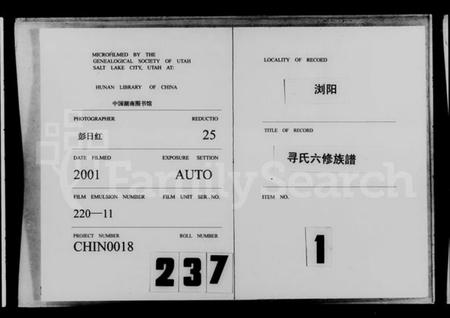 MICROFILMED BY THE
GENEALOGICAL SOCIETY OF UTAH
SALT LAKE CITY, UTAH AT:
HUNAN LIBRARY OF CHINA
中国湖南图书馆
PHOTOGRAPHER REDUCTIO
彭日红 25
DATE FILMED EXPOSURE SETTION
2001 AUTO
FILM EMULSION NUMBER FILM UNIT SER. NO.
220—11
PROJECT NUMBER ROLL NUMBER
CHIN0018 237
LOCALITY OF RECORD
浏阳
TITLE OF RECORD
寻氏六修族譜
ITEM NO.
1
FamilySearch